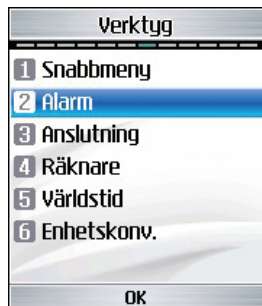 Verktyg
1 Snabbmeny
2 Alarm
3 Anslutning
4 Räknare
5 Världstid
6 Enhetskonv.
OK